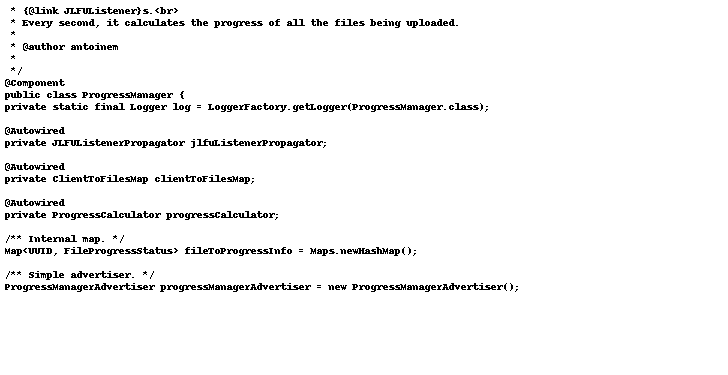 * {@link JLFUListener}s.<br>
* Every second, it calculates the progress of all the files being uploaded.
*
* @author antoinem
*
*/
@Component
public class ProgressManager {
private static final Logger log = LoggerFactory.getLogger(ProgressManager.class);
@Autowired
private JLFUListenerPropagator jlfuListenerPropagator;
@Autowired
private ClientToFilesMap clientToFilesMap;
@Autowired
private ProgressCalculator progressCalculator;
/** Internal map. */
Map<UUID, FileProgressStatus> fileToProgressInfo = Maps.newHashMap();
/** Simple advertiser. */
ProgressManagerAdvertiser progressManagerAdvertiser = new ProgressManagerAdvertiser();